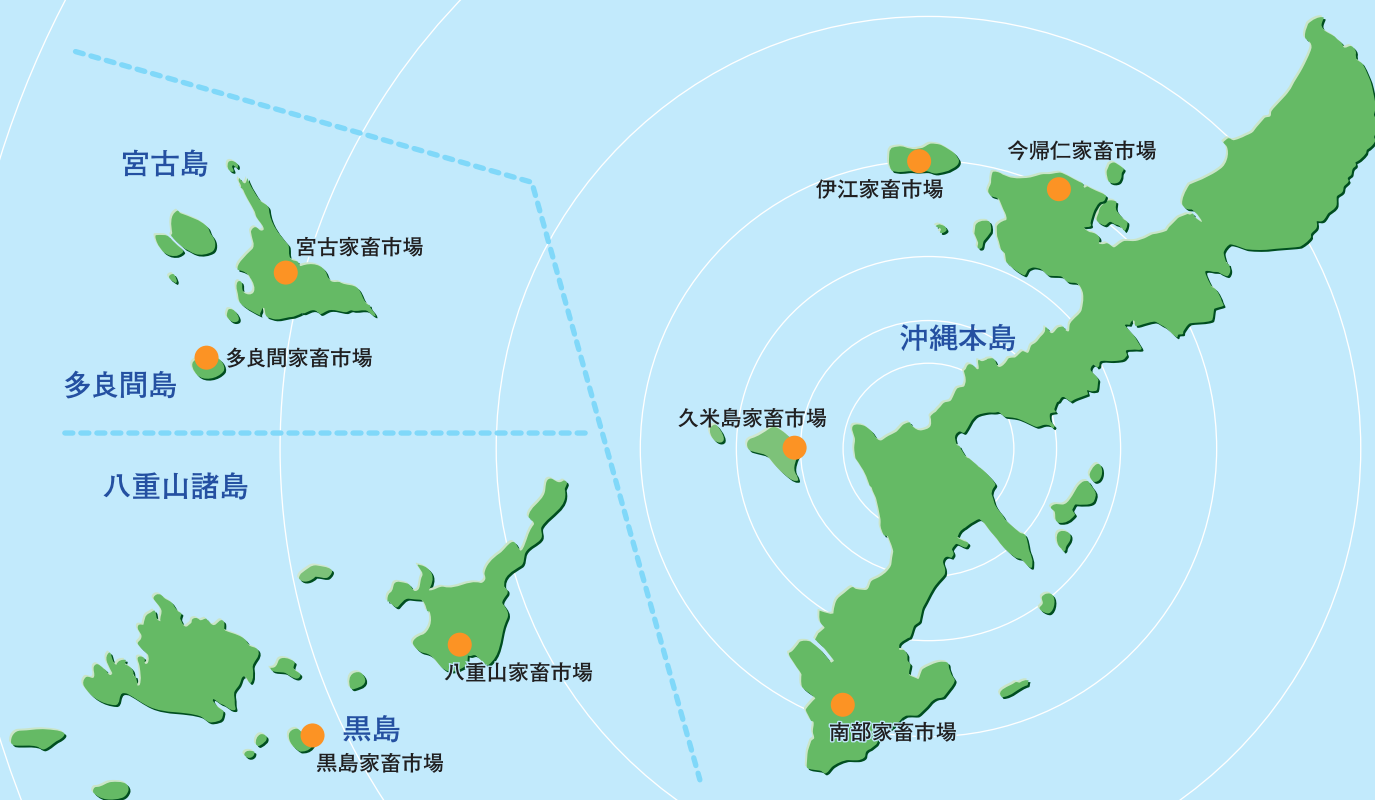 宮古島
宮古家畜市場
多良間家畜市場
多良間島
八重山諸島
八重山家畜市場
黒島
黒島家畜市場
今帰仁家畜市場
伊江家畜市場
沖縄本島
久米島家畜市場
南部家畜市場